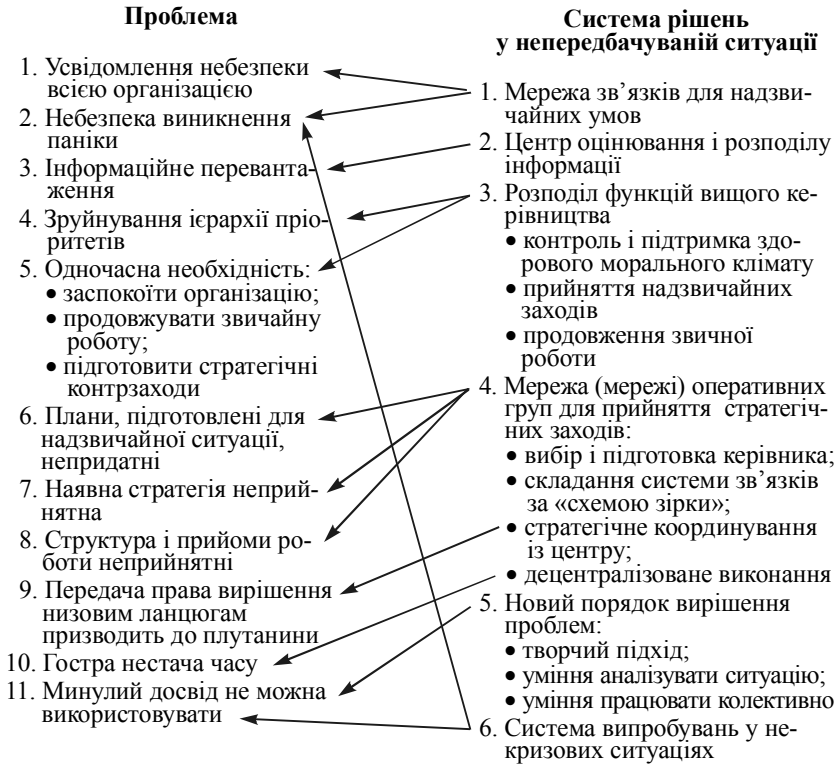 Проблема
1. Усвідомлення небезпеки
всією організацією
2. Небезпека виникнення
паніки
3. Інформаційне переванта-
ження
4. Зруйнування ієрархії пріо-
ритетів
5. Одночасна необхідність:
• заспокоїти організацію;
• продовжувати звичайну
роботу;
• підготовити стратегічні
контрзаходи
6. Плани, підготовлені для
надзвичайної ситуації,
непридатні
7. Наявна стратегія неприй-
нятна
8. Структура і прийоми ро-
боти неприйнятні
9. Передача права вирішення
низовим ланцюгам
призводить до плутанини
10. Гостра нестача часу
11. Минулий досвід не можна
використовувати
Система рішень
у непередбачуваній ситуації
1. Мережа зв’язків для надзви-
чайних умов
2. Центр оцінювання і розподілу
інформації
3. Розподіл функцій вищого ке-
рівництва
• контроль і підтримка здо-
рового морального клімату
• прийняття надзвичайних
заходів
• продовження звичної
роботи
4. Мережа (мережі) оперативних
груп для прийняття стратегіч-
них заходів:
• вибір і підготовка керівника;
• складання системи зв’язків
за «схемою зірки»;
• стратегічне координування
із центру;
• децентралізоване виконання
5. Новий порядок вирішення
проблем:
• творчий підхід;
• уміння аналізувати ситуацію;
• уміння працювати колективно
6. Система випробувань у не-
кризових ситуаціях